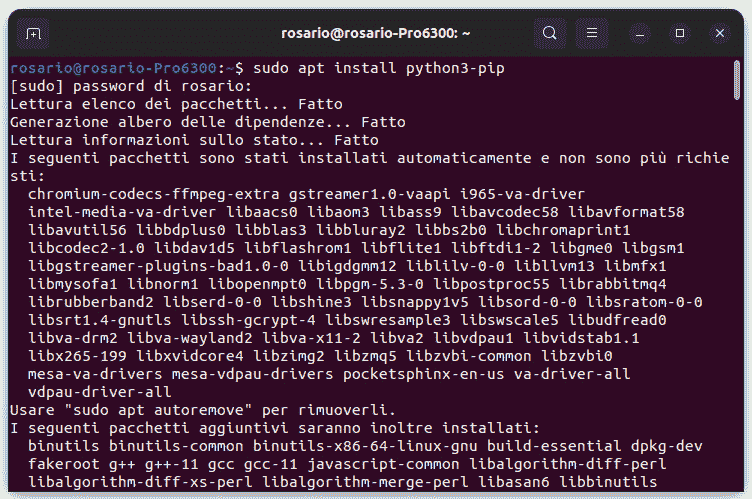 rosario@rosario-Pro6300: ~
rosario@rosario-Pro6300:~$ sudo apt install python3-pip
[sudo] password di rosario:
Lettura elenco dei pacchetti... Fatto
Generazione albero delle dipendenze... Fatto
Lettura informazioni sullo stato... Fatto
I seguenti pacchetti sono stati installati automaticamente e non sono più richie
sti:
  chromium-codecs-ffmpeg-extra gstreamer1.0-vaapi i965-va-driver
  intel-media-va-driver libaacs0 libaom3 libass9 libavcodec58 libavformat58
  libavutil56 libbdplus0 libblas3 libbluray2 libbs2b0 libchromaprint1
  libcodec2-1.0 libdav1d5 libflashrom1 libflite1 libftdi1-2 libgme0 libgsm1
  libgstreamer-plugins-bad1.0-0 libigdgmm12 liblilv-0-0 libllvm13 libmfx1
  libmysofa1 libnorm1 libopenmpt0 libpgm-5.3-0 libpostproc55 librabbitmq4
  librubberband2 libserd-0-0 libshine3 libsnappy1v5 libsord-0-0 libsratom-0-0
  libsrt1.4-gnutls libssh-gcrypt-4 libswresample3 libswscale5 libudfread0
  libva-drm2 libva-wayland2 libva-x11-2 libva2 libvdpau1 libvidstab1.1
  libx265-199 libxvidcore4 libzimg2 libzmq5 libzvbi-common libzvbi0
  mesa-va-drivers mesa-vdpau-drivers pocketsphinx-en-us va-driver-all
  vdpau-driver-all
Usare "sudo apt autoremove" per rimuoverli.
I seguenti pacchetti aggiuntivi saranno inoltre installati:
  binutils binutils-common binutils-x86-64-linux-gnu build-essential dpkg-dev
  fakeroot g++ g++-11 gcc gcc-11 javascript-common libalgorithm-diff-perl
  libalgorithm-diff-xs-perl libalgorithm-merge-perl libasan6 libbinutils